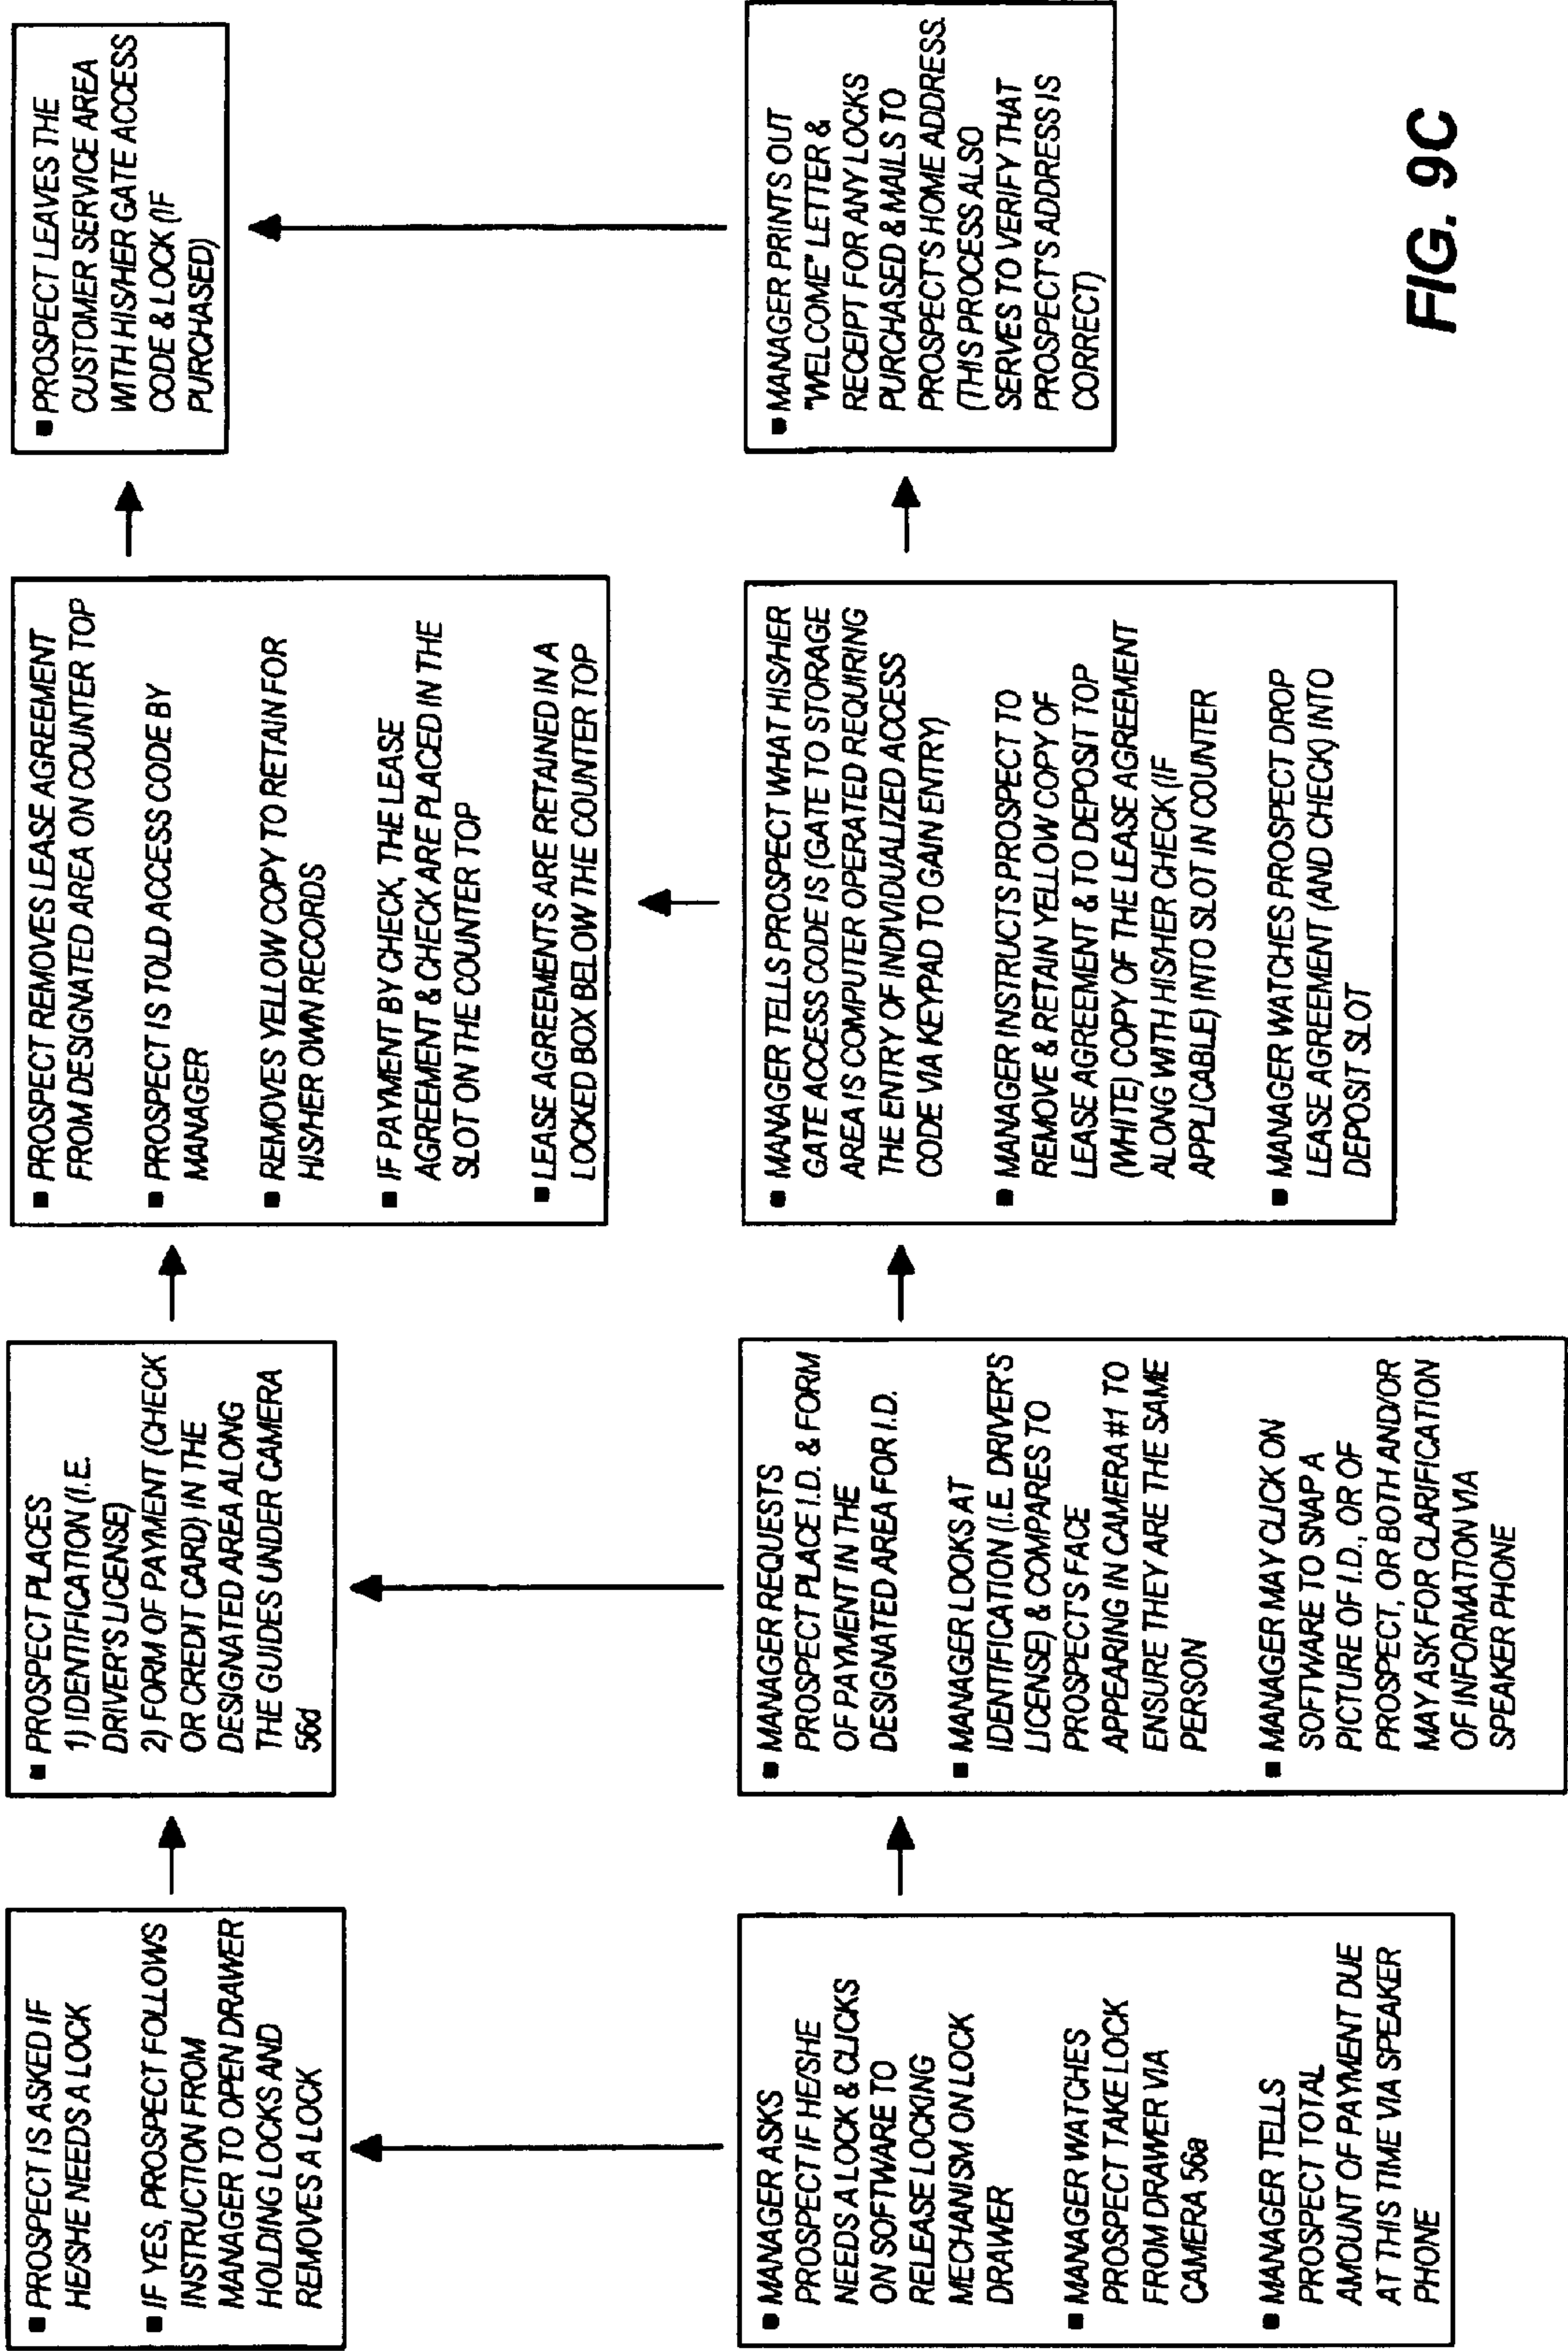 ■ PROSPECT IS ASKED IF
HE/SHE NEEDS A LOCK
■ IF YES, PROSPECT FOLLOWS
INSTRUCTION FROM
MANAGER TO OPEN DRAWER
HOLDING LOCKS AND
REMOVES A LOCK
■ PROSPECT PLACES
1) IDENTIFICATION (I.E.
DRIVER'S LICENSE)
2) FORM OF PAYMENT (CHECK
OR CREDIT CARD) IN THE
DESIGNATED AREA ALONG
THE GUIDES UNDER CAMERA
56d
■ PROSPECT REMOVES LEASE AGREEMENT
FROM DESIGNATED AREA ON COUNTER TOP
■ PROSPECT IS TOLD ACCESS CODE BY
MANAGER
■ REMOVES YELLOW COPY TO RETAIN FOR
HIS/HER OWN RECORDS
■ IF PAYMENT BY CHECK, THE LEASE
AGREEMENT & CHECK ARE PLACED IN THE
SLOT ON THE COUNTER TOP
■ LEASE AGREEMENTS ARE RETAINED IN A
LOCKED BOX BELOW THE COUNTER TOP
■ PROSPECT LEAVES THE
CUSTOMER SERVICE AREA
WITH HIS/HER GATE ACCESS
CODE & LOCK (IF
PURCHASED)
■ MANAGER ASKS
PROSPECT IF HE/SHE
NEEDS A LOCK & CLICKS
ON SOFTWARE TO
RELEASE LOCKING
MECHANISM ON LOCK
DRAWER
■ MANAGER WATCHES
PROSPECT TAKE LOCK
FROM DRAWER VIA
CAMERA 56a
■ MANAGER TELLS
PROSPECT TOTAL
AMOUNT OF PAYMENT DUE
AT THIS TIME VIA SPEAKER
PHONE
■ MANAGER REQUESTS
PROSPECT PLACE I.D. & FORM
OF PAYMENT IN THE
DESIGNATED AREA FOR I.D.
■ MANAGER LOOKS AT
IDENTIFICATION (I.E. DRIVER'S
LICENSE) & COMPARES TO
PROSPECT'S FACE
APPEARING IN CAMERA #1 TO
ENSURE THEY ARE THE SAME
PERSON
■ MANAGER MAY CLICK ON
SOFTWARE TO SNAP A
PICTURE OF I.D., OR OF
PROSPECT, OR BOTH AND/OR
MAY ASK FOR CLARIFICATION
OF INFORMATION VIA
SPEAKER PHONE
■ MANAGER TELLS PROSPECT WHAT HIS/HER
GATE ACCESS CODE IS (GATE TO STORAGE
AREA IS COMPUTER OPERATED REQUIRING
THE ENTRY OF INDIVIDUALIZED ACCESS
CODE VIA KEYPAD TO GAIN ENTRY)
■ MANAGER INSTRUCTS PROSPECT TO
REMOVE & RETAIN YELLOW COPY OF
LEASE AGREEMENT & TO DEPOSIT TOP
(WHITE) COPY OF THE LEASE AGREEMENT
ALONG WITH HIS/HER CHECK (IF
APPLICABLE) INTO SLOT IN COUNTER
■ MANAGER WATCHES PROSPECT DROP
LEASE AGREEMENT (AND CHECK) INTO
DEPOSIT SLOT
■ MANAGER PRINTS OUT
"WELCOME" LETTER &
RECEIPT FOR ANY LOCKS
PURCHASED & MAILS TO
PROSPECT'S HOME ADDRESS.
(THIS PROCESS ALSO
SERVES TO VERIFY THAT
PROSPECT'S ADDRESS IS
CORRECT)
FIG. 9C